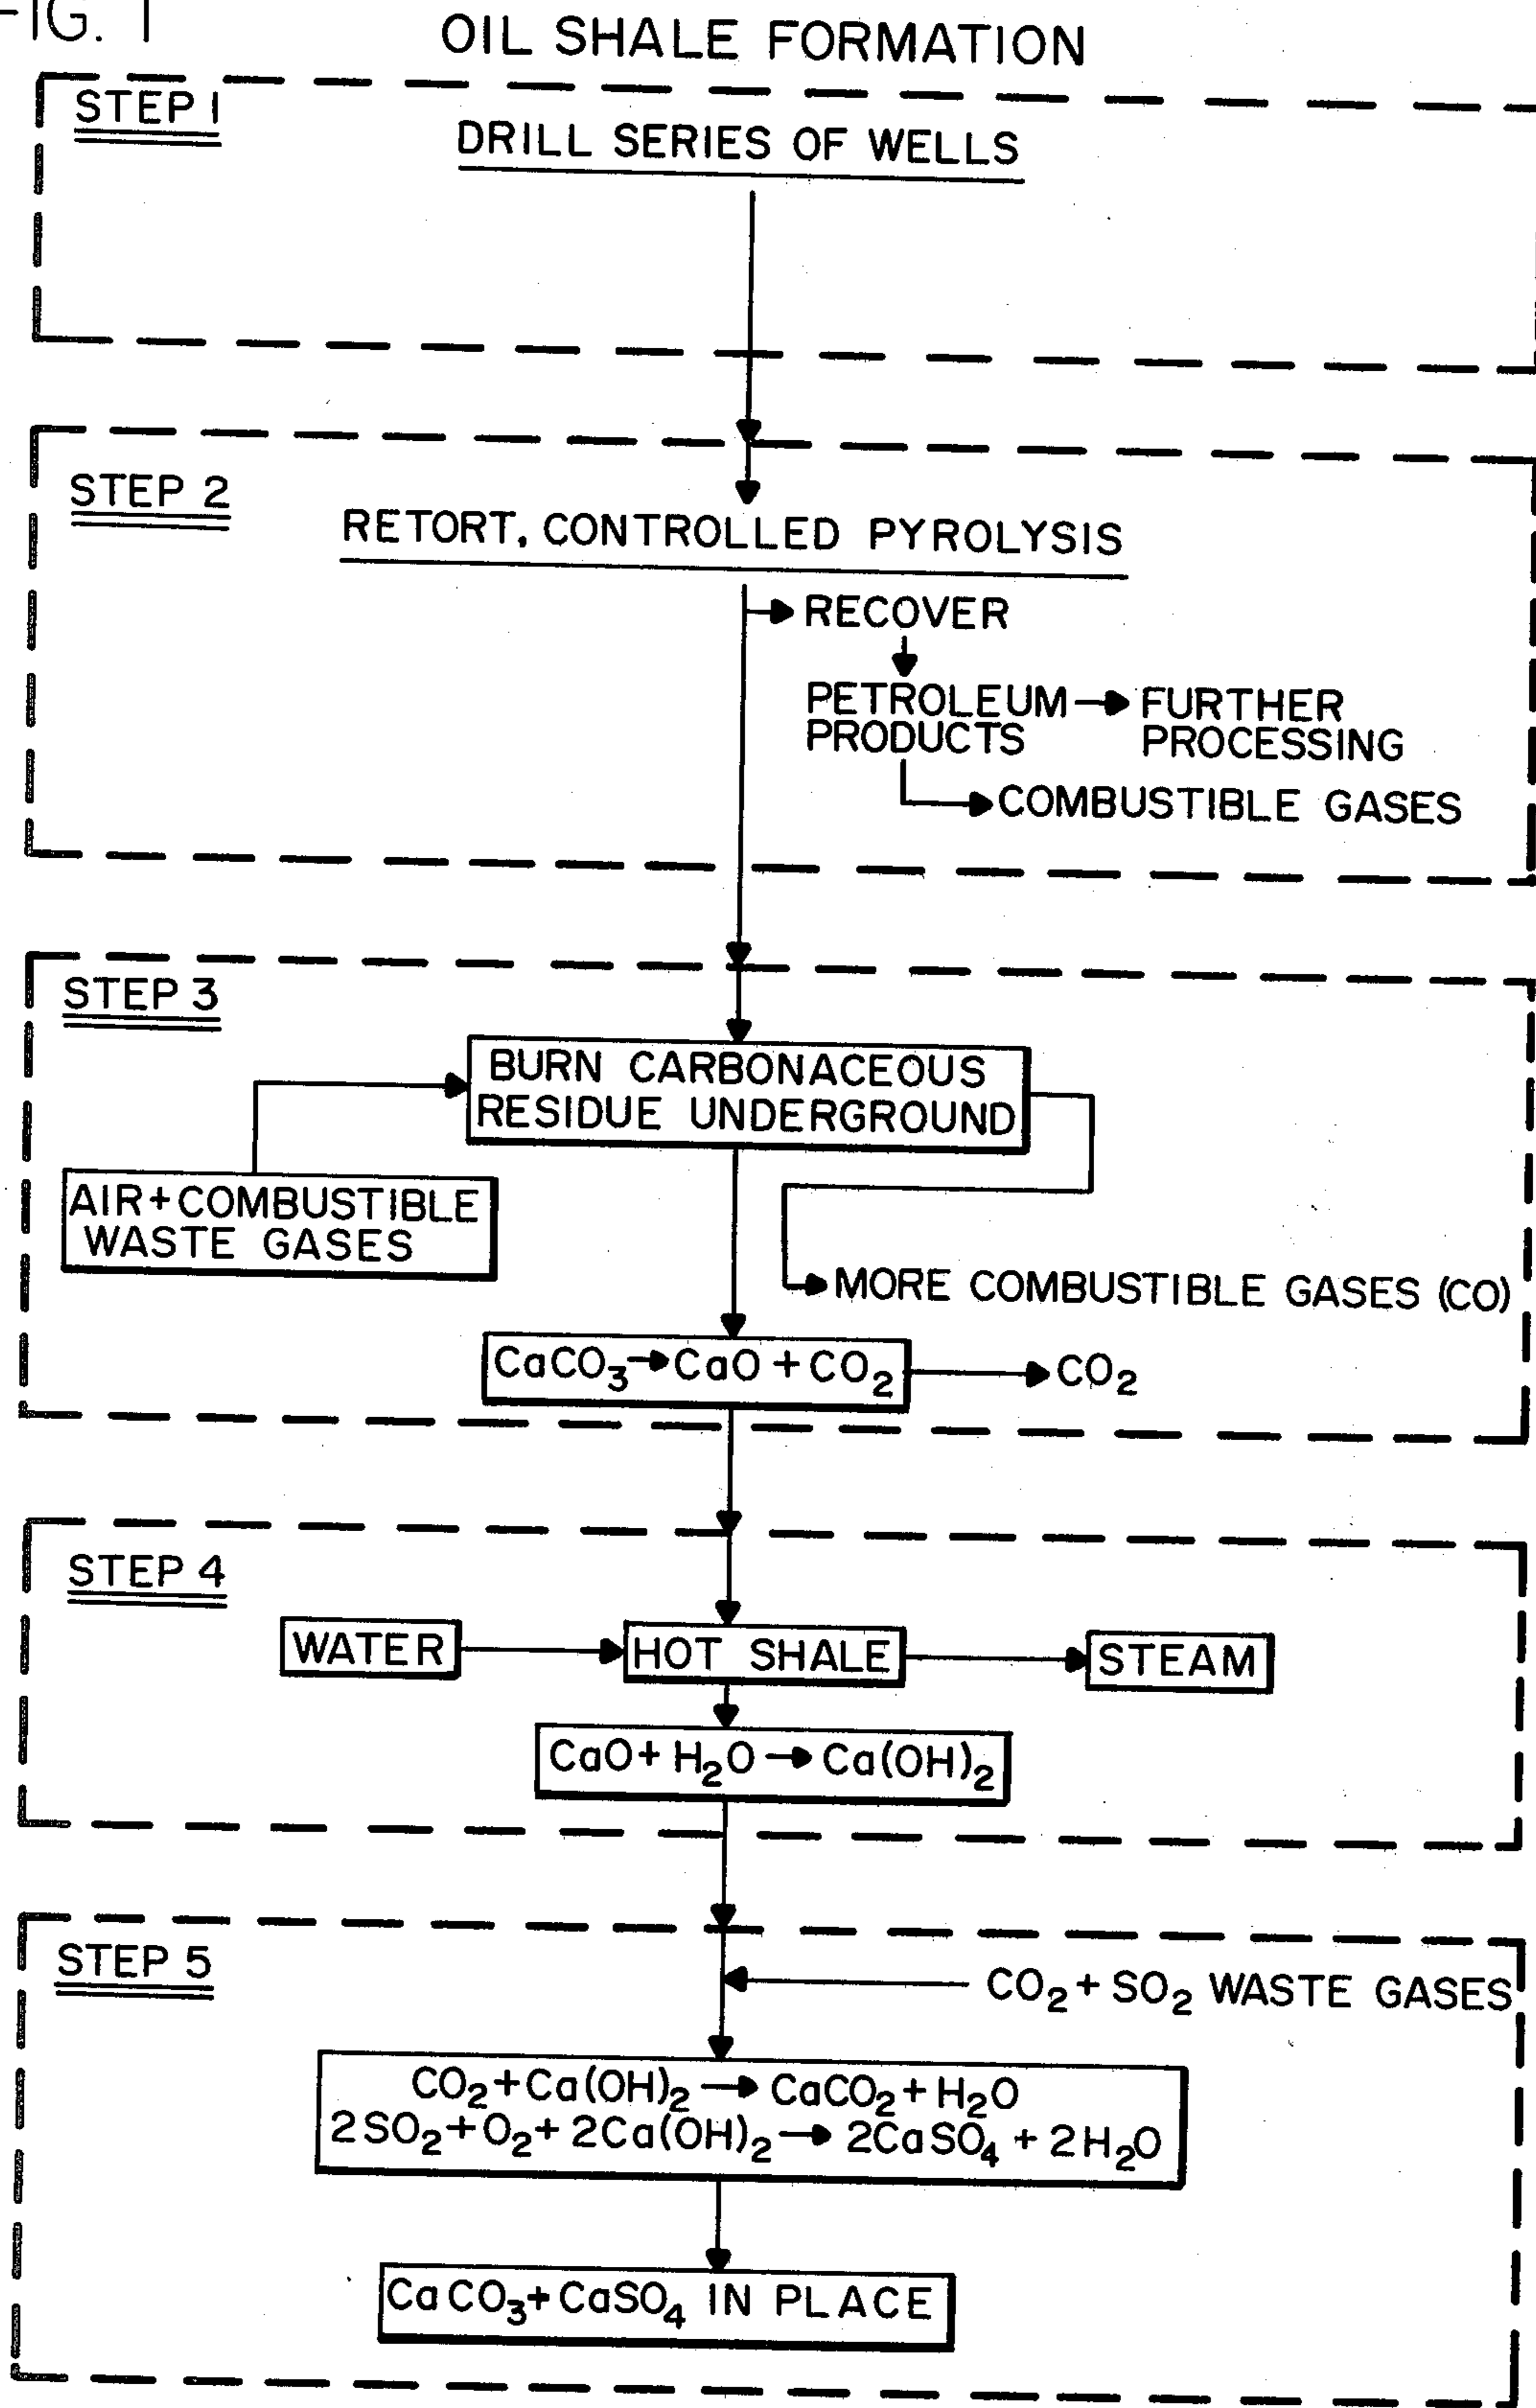 FIG. 1
OIL SHALE FORMATION
STEP 1
DRILL SERIES OF WELLS
STEP 2
RETORT, CONTROLLED PYROLYSIS
RECOVER
PETROLEUM → FURTHER
PRODUCTS PROCESSING
COMBUSTIBLE GASES
STEP 3
BURN CARBONACEOUS
RESIDUE UNDERGROUND
AIR+COMBUSTIBLE
WASTE GASES
MORE COMBUSTIBLE GASES (CO)
CaCO₃→CaO+CO₂
CO₂
STEP 4
WATER
HOT SHALE
STEAM
CaO+H₂O→Ca(OH)₂
STEP 5
CO₂+SO₂ WASTE GASES
CO₂+Ca(OH)₂→CaCO₂+H₂O
2SO₂+O₂+2Ca(OH)₂→2CaSO₄+2H₂O
CaCO₃+CaSO₄ IN PLACE